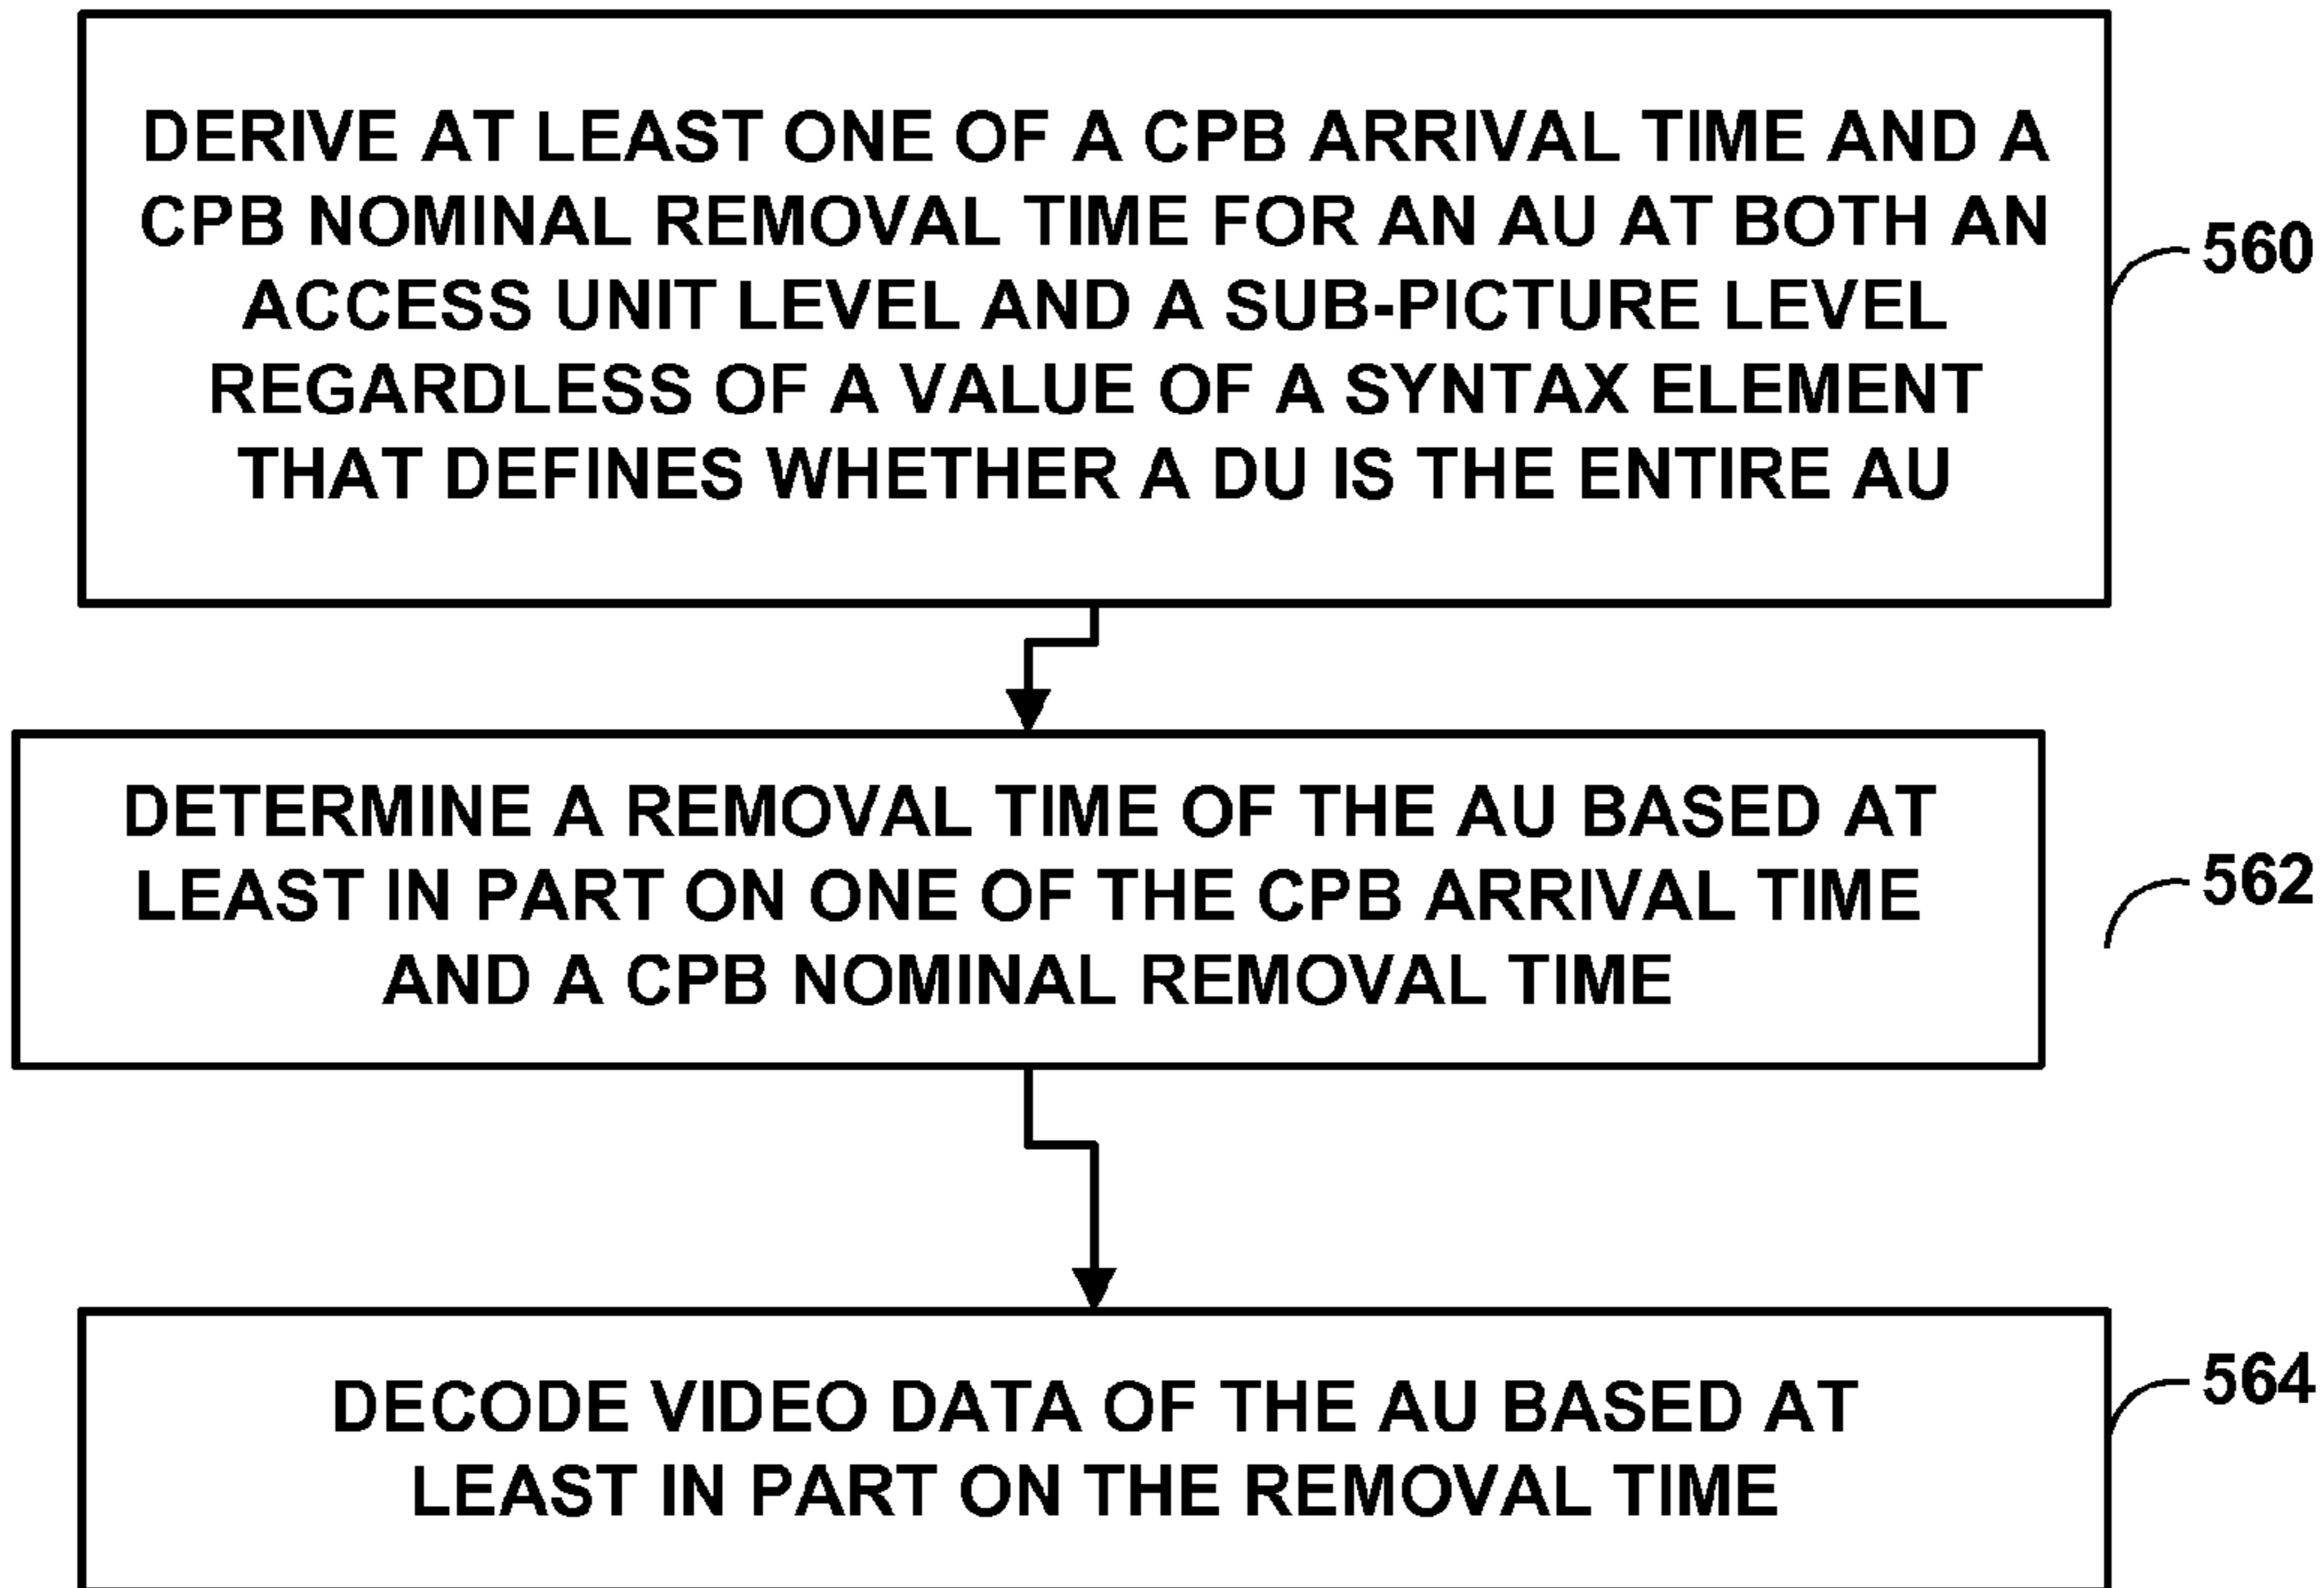 DERIVE AT LEAST ONE OF A CPB ARRIVAL TIME AND A
CPB NOMINAL REMOVAL TIME FOR AN AU AT BOTH AN
ACCESS UNIT LEVEL AND A SUB-PICTURE LEVEL
REGARDLESS OF A VALUE OF A SYNTAX ELEMENT
THAT DEFINES WHETHER A DU IS THE ENTIRE AU
560
DETERMINE A REMOVAL TIME OF THE AU BASED AT
LEAST IN PART ON ONE OF THE CPB ARRIVAL TIME
AND A CPB NOMINAL REMOVAL TIME
562
DECODE VIDEO DATA OF THE AU BASED AT
LEAST IN PART ON THE REMOVAL TIME
564